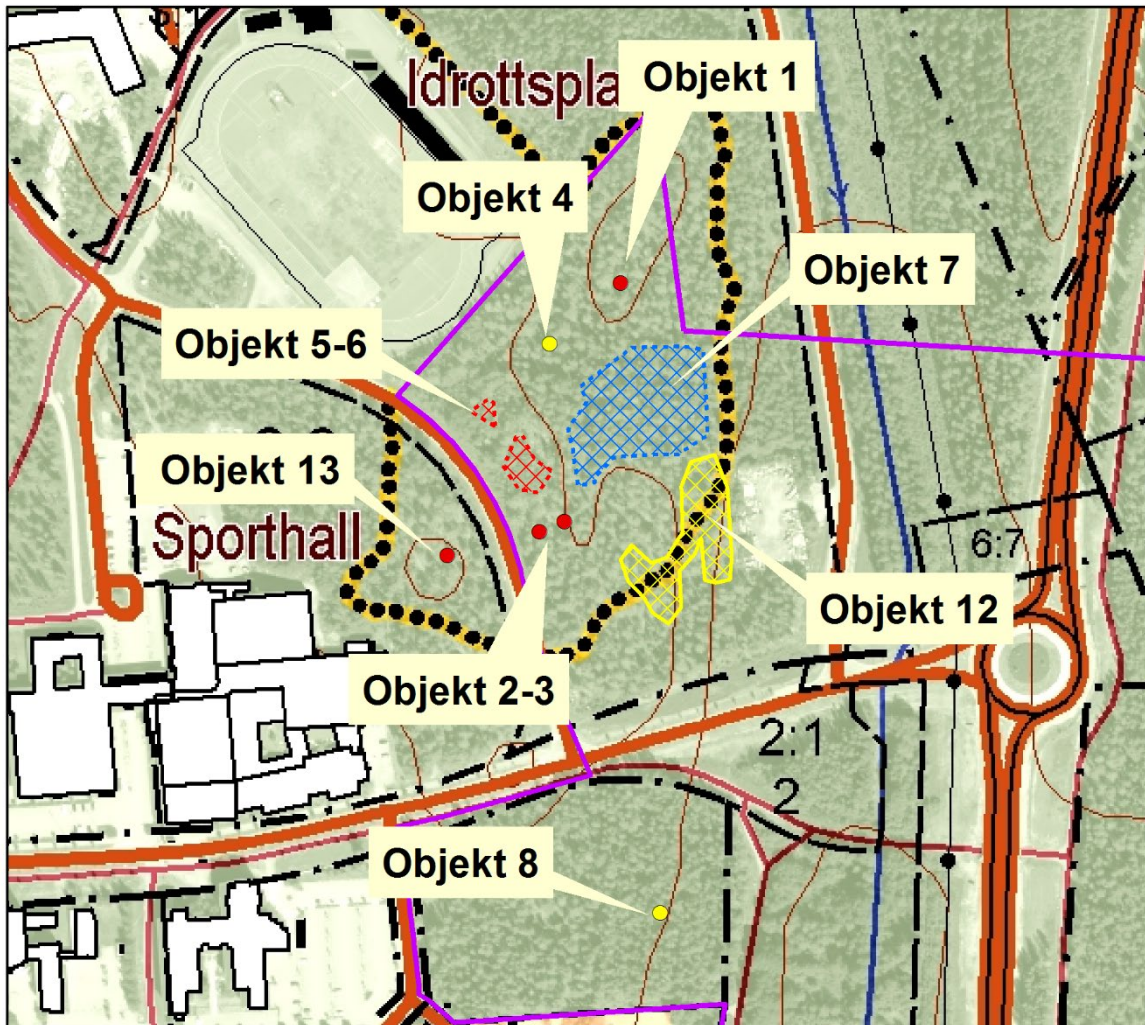 Idrottspla
Objekt 1
Objekt 4
Objekt 7
Objekt 5-6
Objekt 13
Sporthall
6:7
Objekt 12
Objekt 2-3
2:1
2
Objekt 8